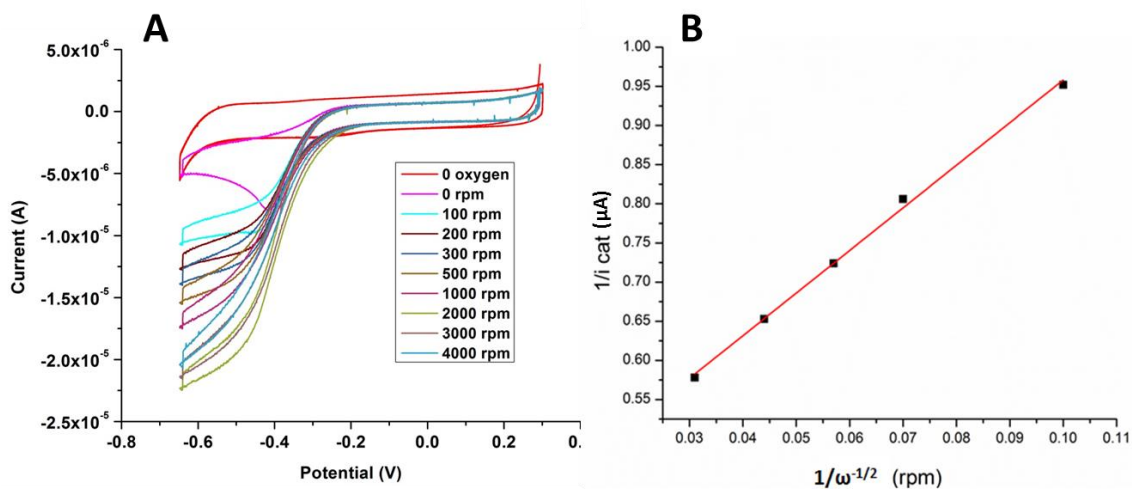 A
B
5.0x10⁻⁶
0.0
-5.0x10⁻⁶
-1.0x10⁻⁵
-1.5x10⁻⁵
-2.0x10⁻⁵
-2.5x10⁻⁵
Current (A)
-0.8 -0.6 -0.4 -0.2 0.0 0.2 0.
Potential (V)
0 oxygen
0 rpm
100 rpm
200 rpm
300 rpm
500 rpm
1000 rpm
2000 rpm
3000 rpm
4000 rpm
1.00
0.95
0.90
0.85
0.80
0.75
0.70
0.65
0.60
0.55
1/i cat (μA)
0.03 0.04 0.05 0.06 0.07 0.08 0.09 0.10 0.11
1/ω⁻¹/² (rpm)